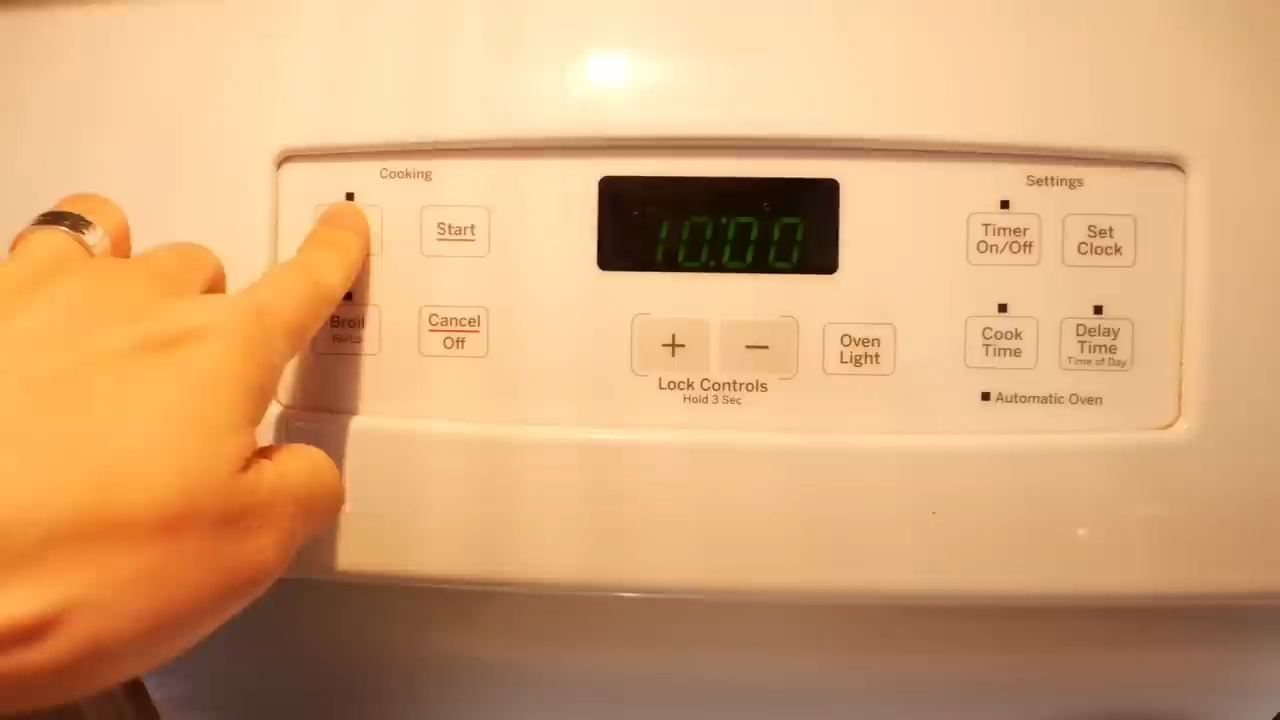 Cooking
Start
Broil
Cancel
Off
10:00
+
−
Lock Controls
Hold 3 Sec
Oven
Light
Settings
Timer
On/Off
Set
Clock
Cook
Time
Delay
Time
Time of Day
Automatic Oven